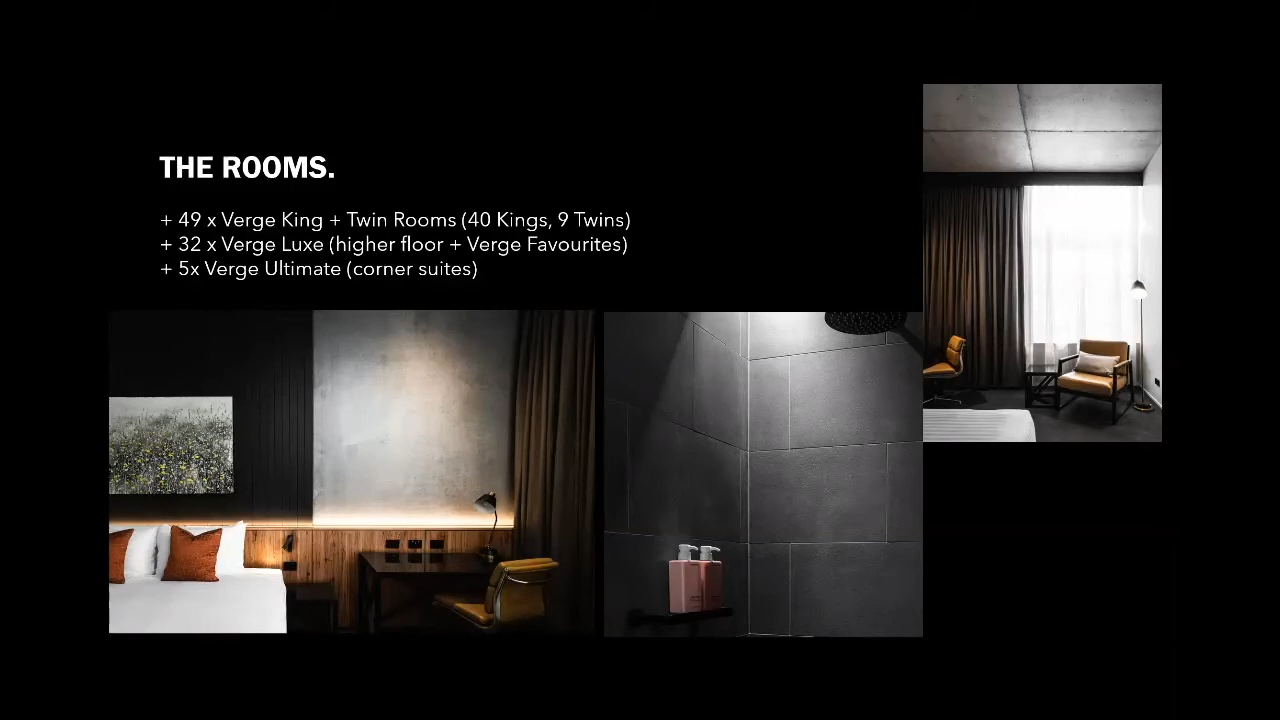 THE ROOMS.
+ 49 x Verge King + Twin Rooms (40 Kings, 9 Twins)
+ 32 x Verge Luxe (higher floor + Verge Favourites)
+ 5x Verge Ultimate (corner suites)